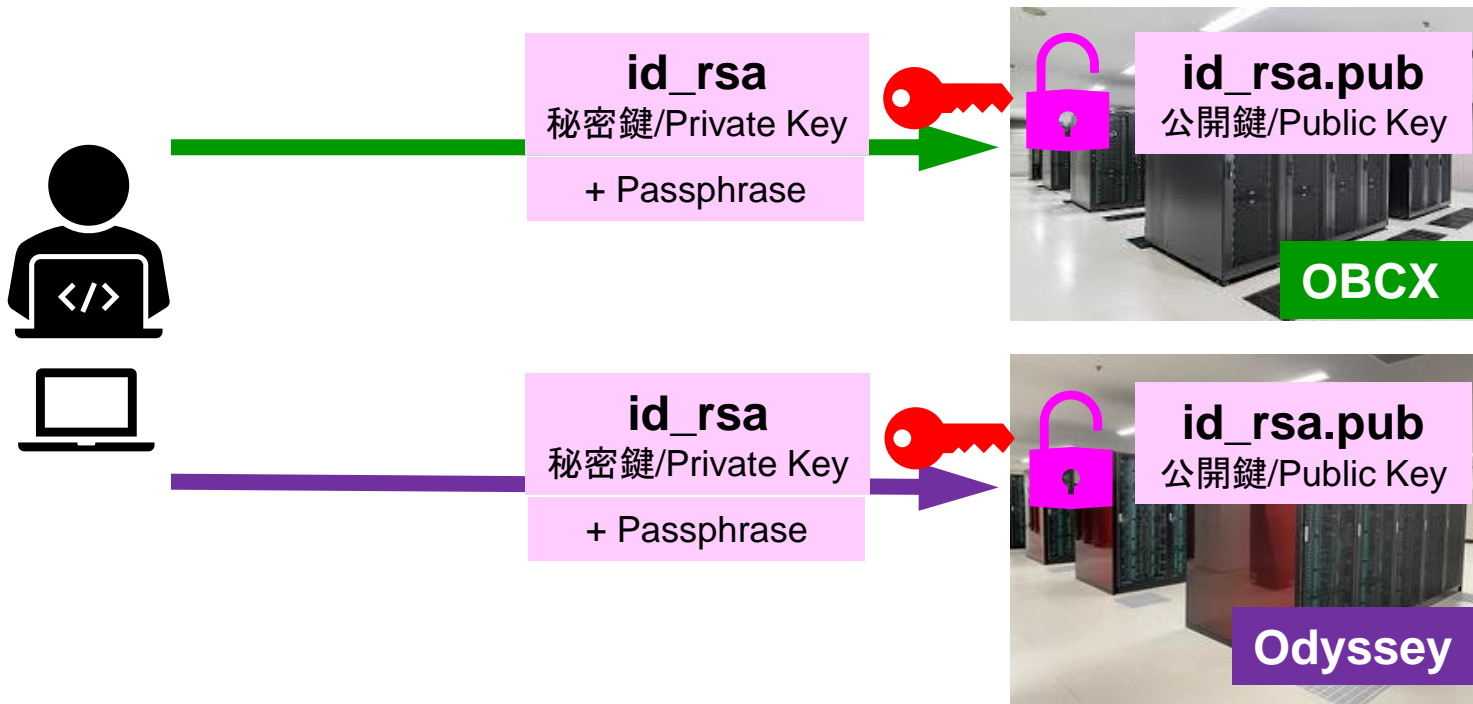 id_rsa
秘密鍵/Private Key
+ Passphrase
id_rsa.pub
公開鍵/Public Key
OBCX
</>
id_rsa
秘密鍵/Private Key
+ Passphrase
id_rsa.pub
公開鍵/Public Key
Odyssey